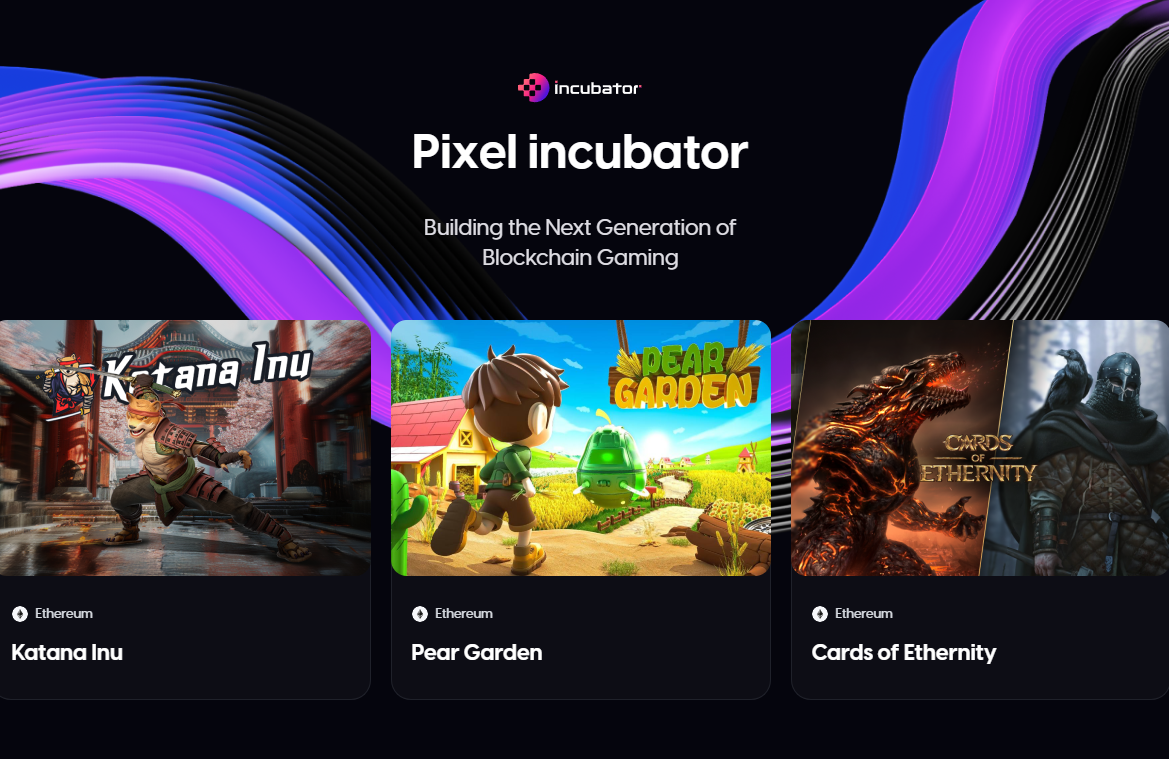 incubator
Pixel incubator
Building the Next Generation of
Blockchain Gaming
Katana Inu
PEAR
GARDEN
CARDS
OF
ETHERNITY
Ethereum
Katana Inu
Ethereum
Pear Garden
Ethereum
Cards of Ethernity